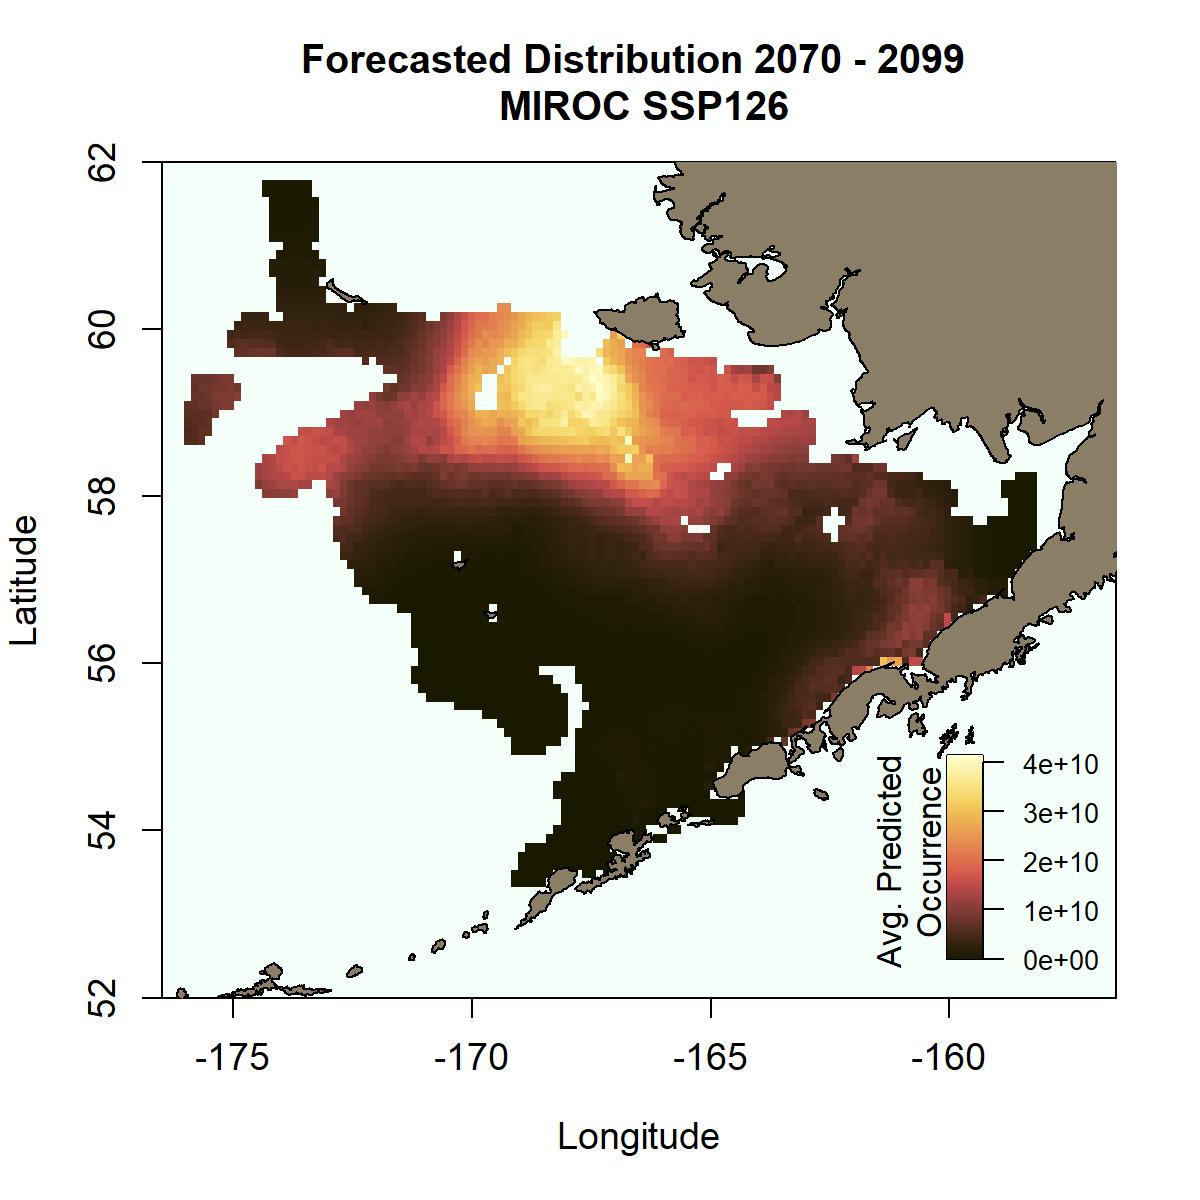 Forecasted Distribution 2070 - 2099
MIROC SSP126
62
60
58
56
54
52
Latitude
-175
-170
-165
-160
Longitude
Avg. Predicted
Occurrence
4e+10
3e+10
2e+10
1e+10
0e+00